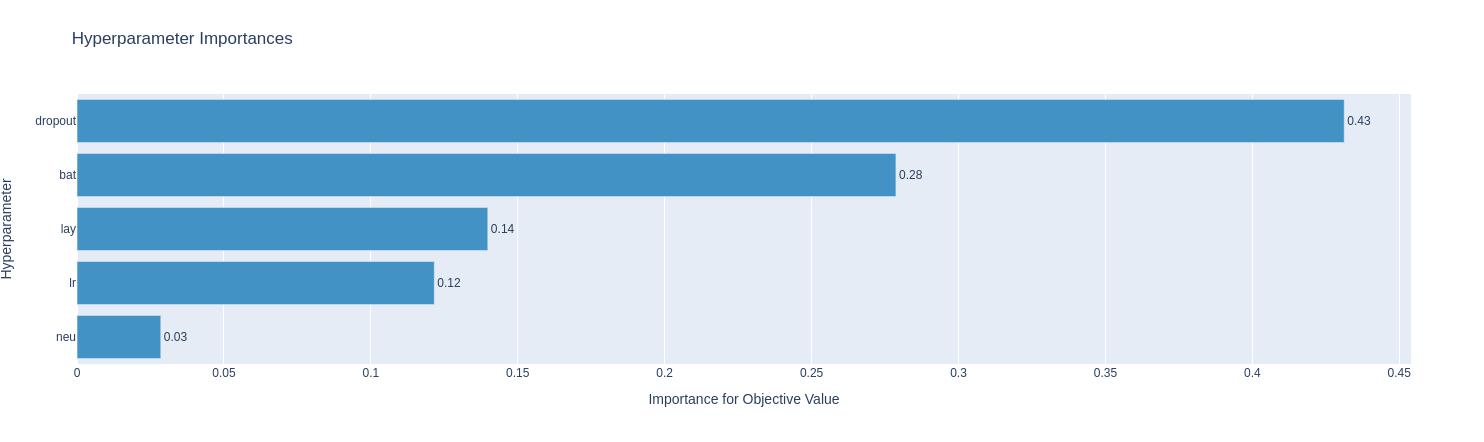 Hyperparameter Importances
Hyperparameter
dropout 0.43
bat 0.28
lay 0.14
lr 0.12
neu 0.03
0 0.05 0.1 0.15 0.2 0.25 0.3 0.35 0.4 0.45
Importance for Objective Value